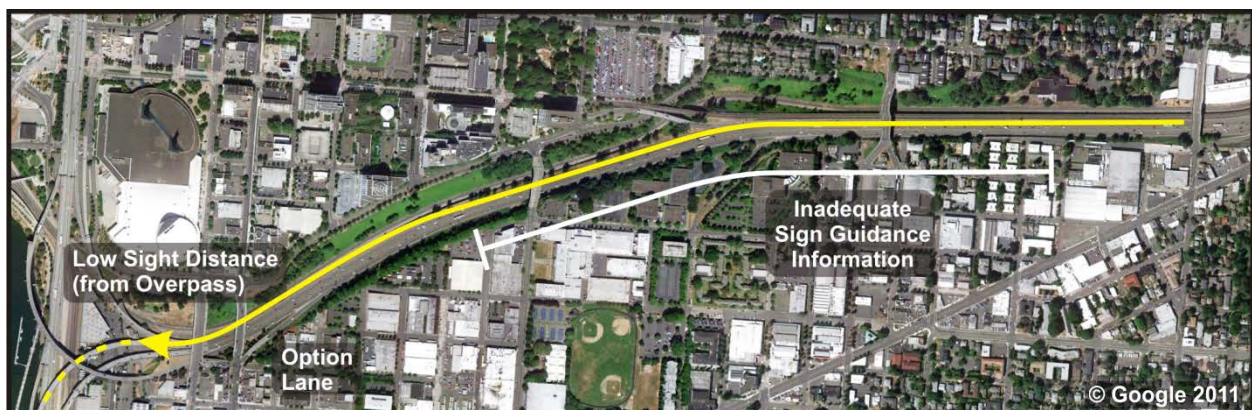 Low Sight Distance
(from Overpass)
Option
Lane
Inadequate
Sign Guidance
Information
© Google 2011